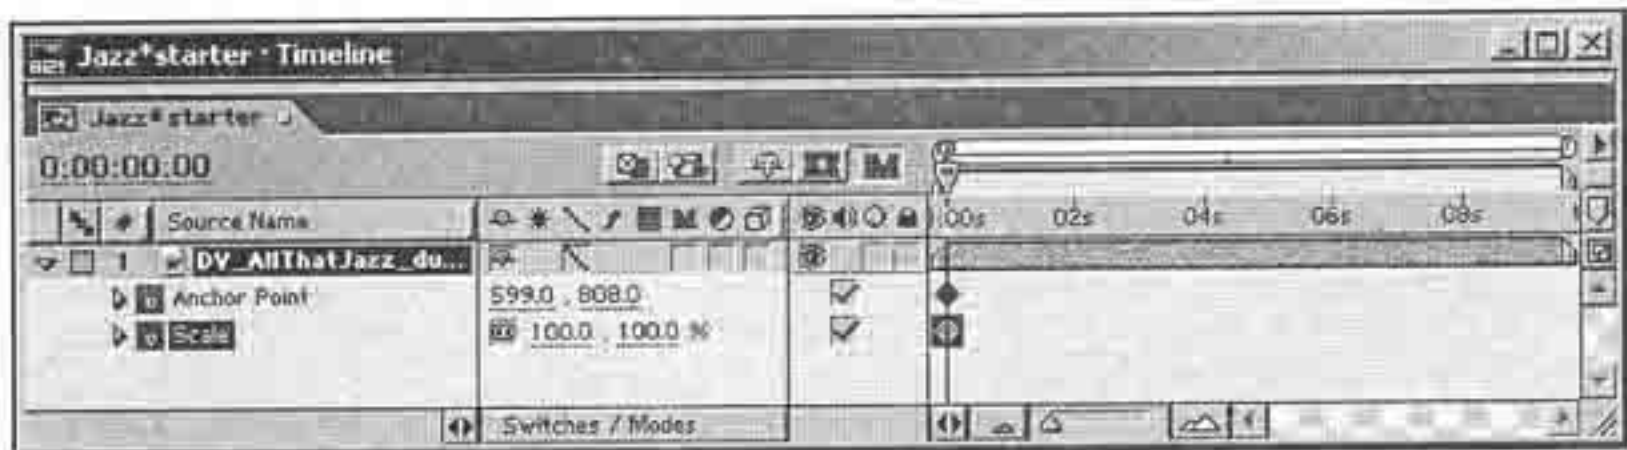 Jazz*starter · Timeline
Jazz* starter
0:00:00:00
# Source Name :00s 02s 04s 06s 08s
1 DV_AllThatJazz_du...
Anchor Point 599.0 , 808.0
Scale 100.0 , 100.0 %
Switches / Modes